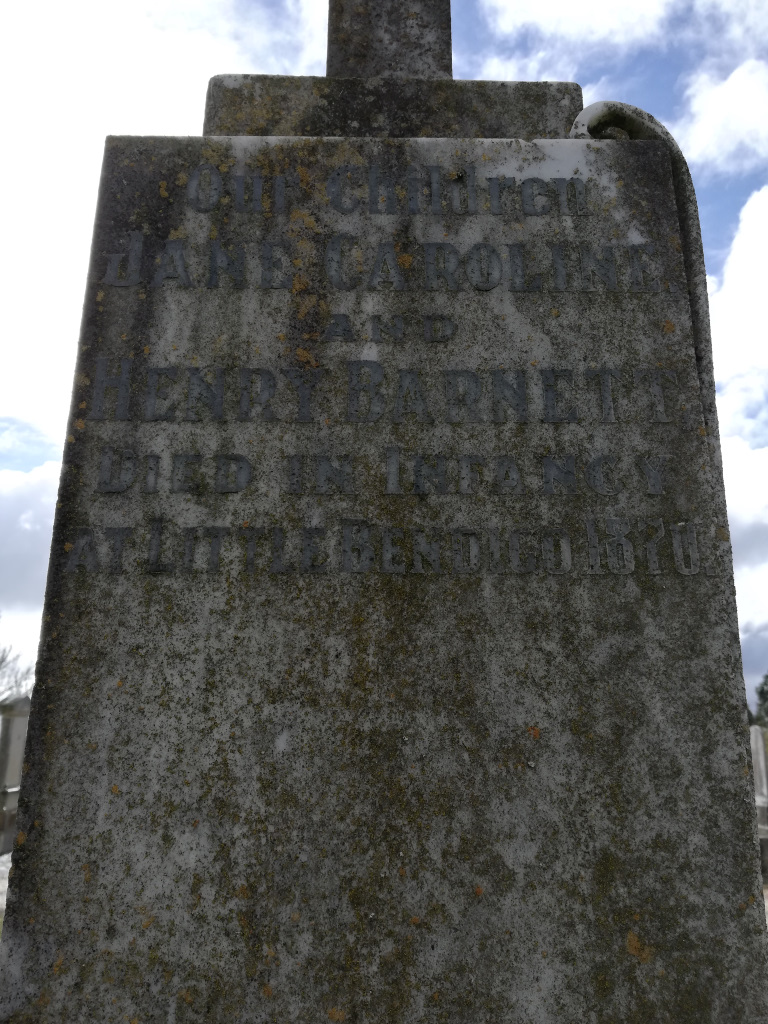 Our Children
JANE CAROLINE
AND
HENRY BARNETT
DIED IN INFANCY
AT LITTLE BENDIGO 1870.